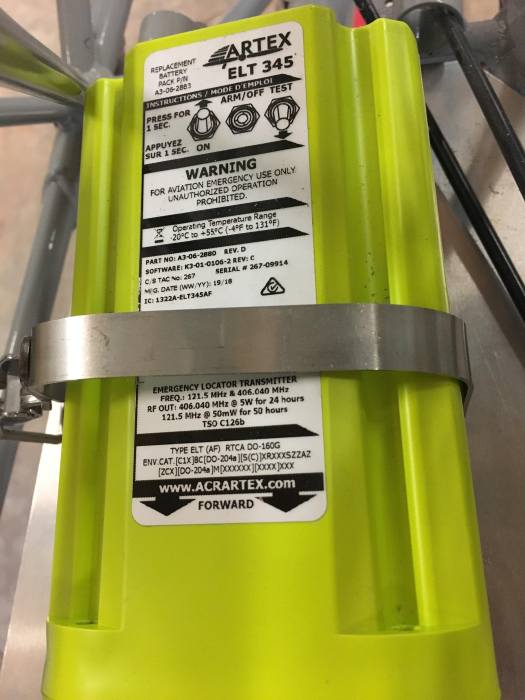 REPLACEMENT
BATTERY
PACK P/N
A3-06-2883
ARTEX
ELT 345
INSTRUCTIONS / MODE D'EMPLOI
PRESS FOR
1 SEC.
ARM/OFF TEST
APPUYEZ
SUR 1 SEC. ON
WARNING
FOR AVIATION EMERGENCY USE ONLY
UNAUTHORIZED OPERATION
PROHIBITED.
Operating Temperature Range
-20°C to +55°C (-4°F to 131°F)
PART NO: A3-06-2880 REV. D
SOFTWARE: K3-01-0106-2 REV: C
C/S TAC No: 267 SERIAL # 267-09914
MFG. DATE (WW/YY): 19/18
IC: 1322A-ELT345AF
EMERGENCY LOCATOR TRANSMITTER
FREQ.: 121.5 MHz & 406.040 MHz
RF OUT: 406.040 MHz @ 5W for 24 hours
121.5 MHz @ 50mW for 50 hours
TSO C126b
TYPE ELT (AF) RTCA DO-160G
ENV.CAT.[C1X]BC[DO-204a][S(C)]XRXXXSZZAZ
[ZCX][DO-204a]M[XXXXXX][XXXX]XXX
www.ACRARTEX.com
FORWARD